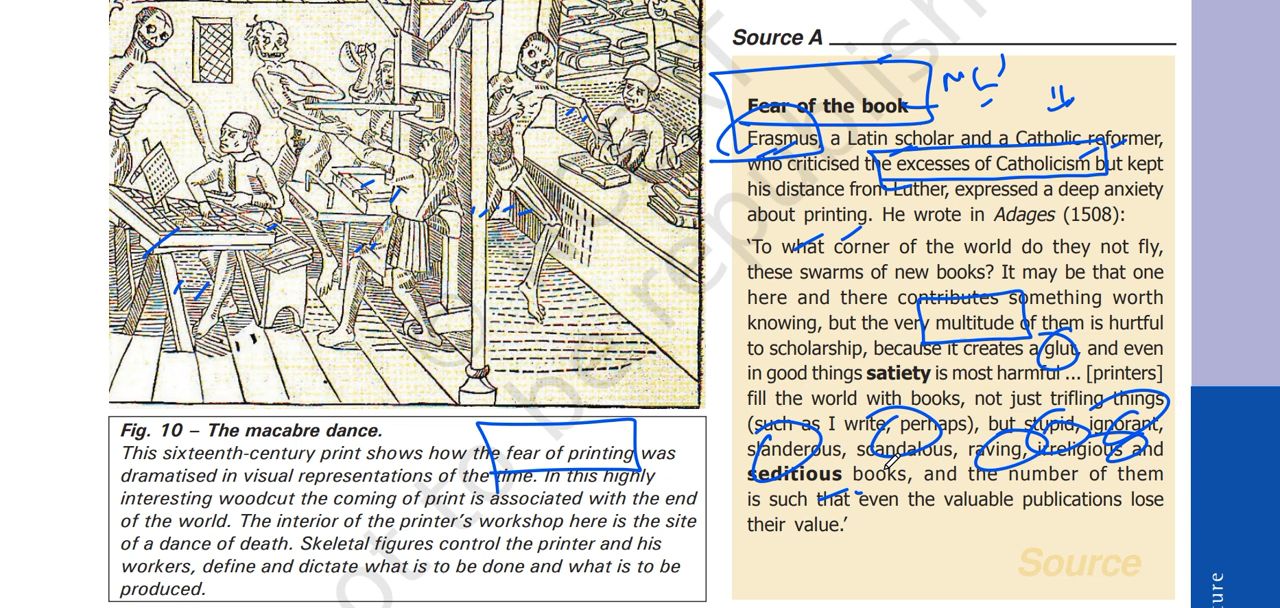 Source A
Fear of the book
Erasmus, a Latin scholar and a Catholic reformer,
who criticised the excesses of Catholicism but kept
his distance from Luther, expressed a deep anxiety
about printing. He wrote in Adages (1508):
'To what corner of the world do they not fly,
these swarms of new books? It may be that one
here and there contributes something worth
knowing, but the very multitude of them is hurtful
to scholarship, because it creates a glut, and even
in good things satiety is most harmful ... [printers]
fill the world with books, not just trifling things
(such as I write, perhaps), but stupid, ignorant,
slanderous, scandalous, raving, irreligious and
seditious books, and the number of them
is such that even the valuable publications lose
their value.'
Source
Fig. 10 – The macabre dance.
This sixteenth-century print shows how the fear of printing was
dramatised in visual representations of the time. In this highly
interesting woodcut the coming of print is associated with the end
of the world. The interior of the printer's workshop here is the site
of a dance of death. Skeletal figures control the printer and his
workers, define and dictate what is to be done and what is to be
produced.
not to be republish
ture